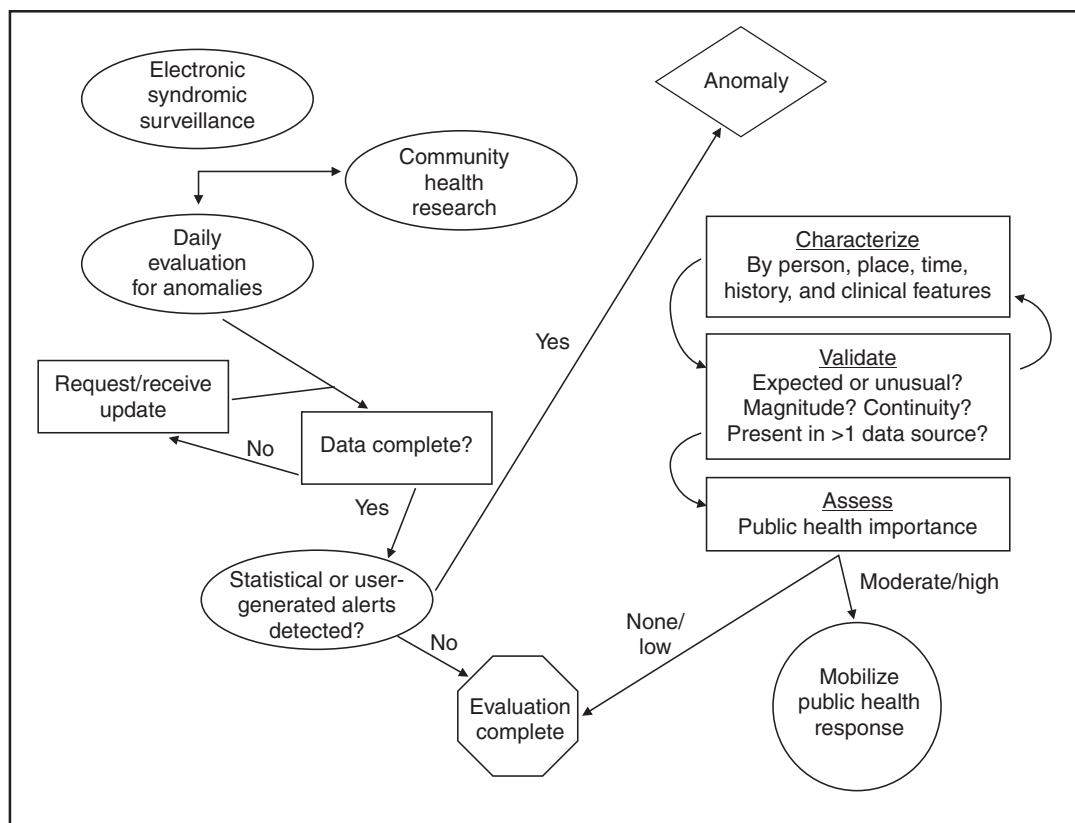 Electronic
syndromic
surveillance
Community
health
research
Daily
evaluation
for anomalies
Request/receive
update
No
Data complete?
Yes
Statistical or user-
generated alerts
detected?
No
Evaluation
complete
Yes
Anomaly
Characterize
By person, place, time,
history, and clinical features
Validate
Expected or unusual?
Magnitude? Continuity?
Present in >1 data source?
Assess
Public health importance
None/
low
Moderate/high
Mobilize
public health
response